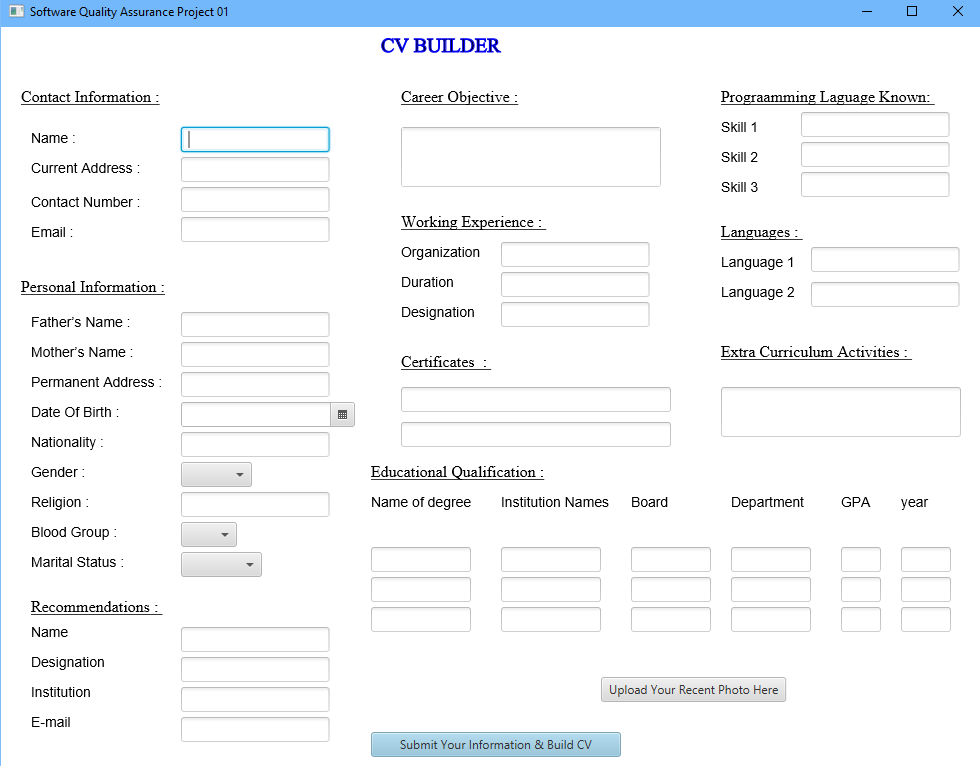 Software Quality Assurance Project 01
CV BUILDER
Contact Information :
Name :
Current Address :
Contact Number :
Email :
Personal Information :
Father's Name :
Mother's Name :
Permanent Address :
Date Of Birth :
Nationality :
Gender :
Religion :
Blood Group :
Marital Status :
Recommendations :
Name
Designation
Institution
E-mail
Career Objective :
Working Experience :
Organization
Duration
Designation
Certificates :
Prograamming Laguage Known:
Skill 1
Skill 2
Skill 3
Languages :
Language 1
Language 2
Extra Curriculum Activities :
Educational Qualification :
Name of degree Institution Names Board Department GPA year
Upload Your Recent Photo Here
Submit Your Information & Build CV